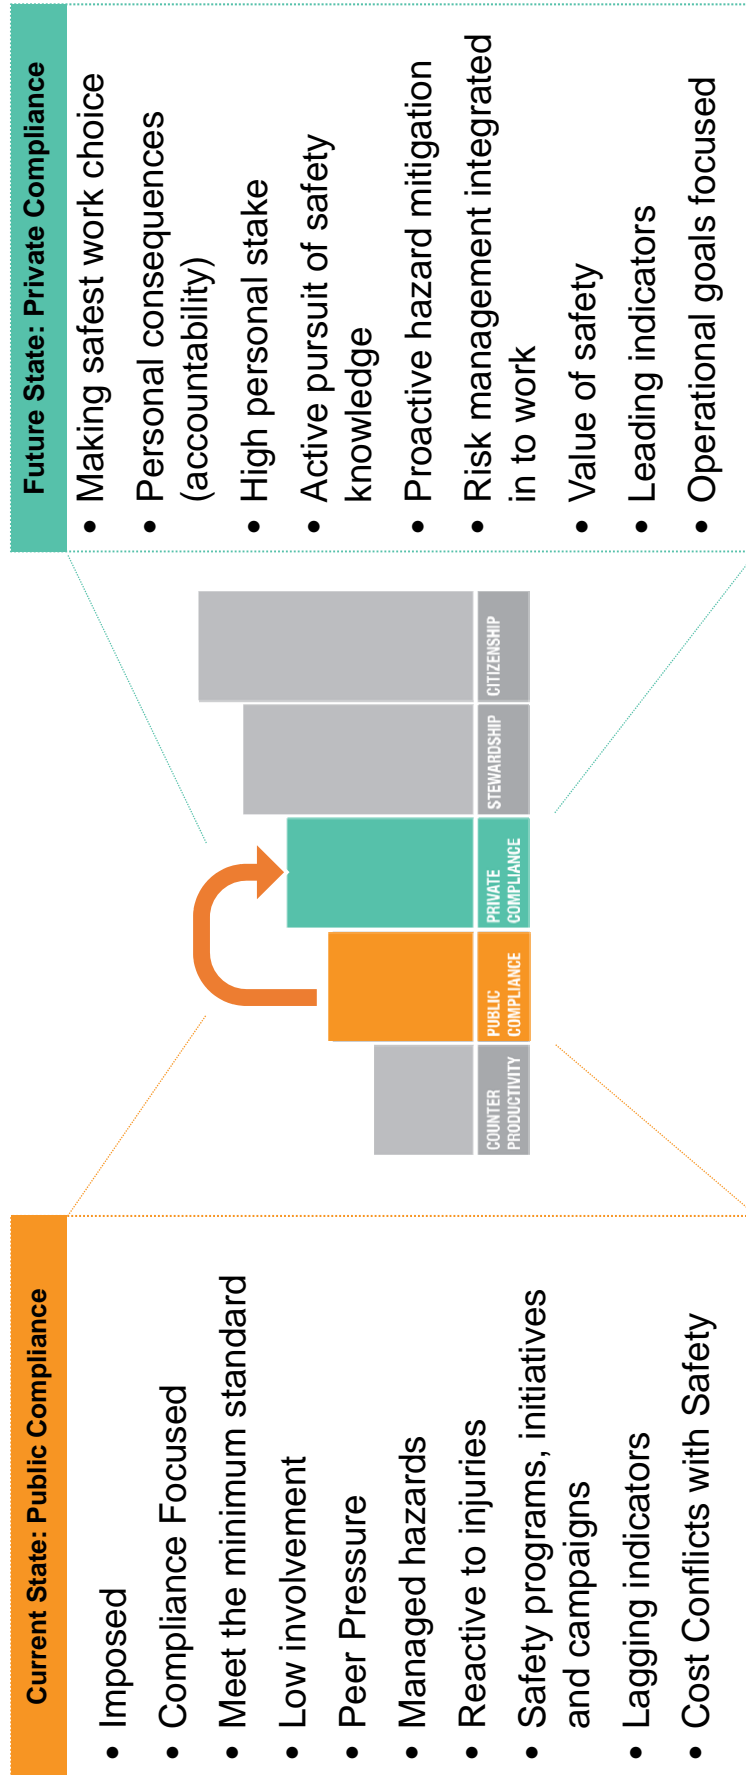 Current State: Public Compliance
• Imposed
• Compliance Focused
• Meet the minimum standard
• Low involvement
• Peer Pressure
• Managed hazards
• Reactive to injuries
• Safety programs, initiatives
and campaigns
• Lagging indicators
• Cost Conflicts with Safety
COUNTER
PRODUCTIVITY
PUBLIC
COMPLIANCE
PRIVATE
COMPLIANCE
STEWARDSHIP
CITIZENSHIP
Future State: Private Compliance
• Making safest work choice
• Personal consequences
(accountability)
• High personal stake
• Active pursuit of safety
knowledge
• Proactive hazard mitigation
• Risk management integrated
in to work
• Value of safety
• Leading indicators
• Operational goals focused